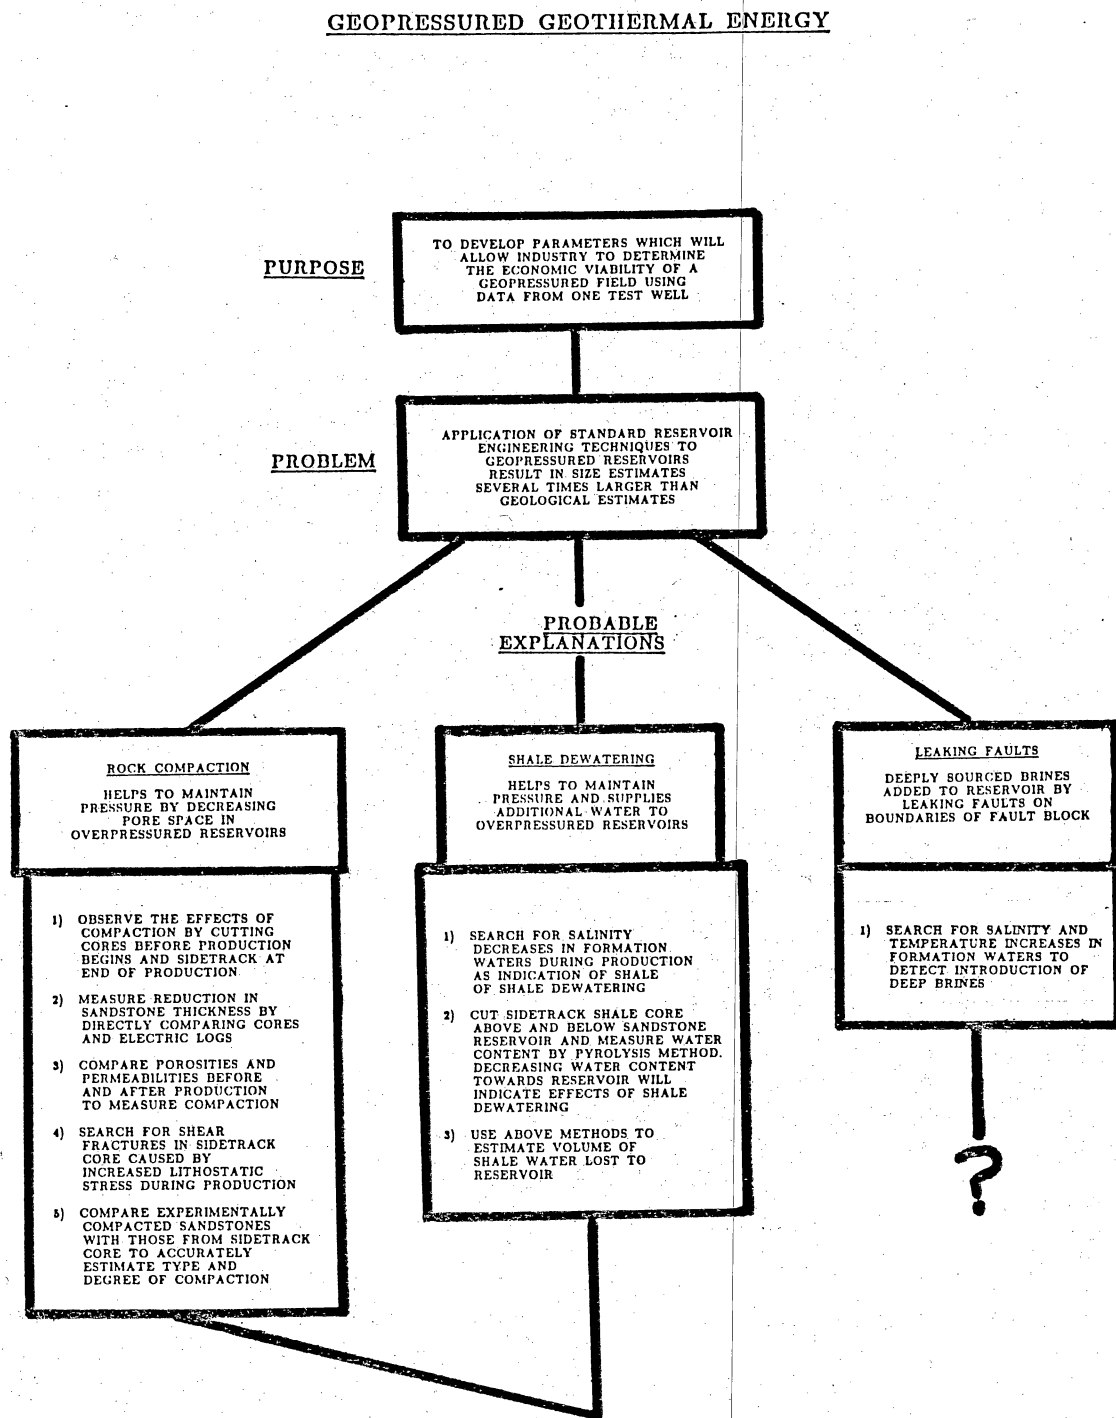 GEOPRESSURED GEOTHERMAL ENERGY
PURPOSE
TO DEVELOP PARAMETERS WHICH WILL
ALLOW INDUSTRY TO DETERMINE
THE ECONOMIC VIABILITY OF A
GEOPRESSURED FIELD USING
DATA FROM ONE TEST WELL
PROBLEM
APPLICATION OF STANDARD RESERVOIR
ENGINEERING TECHNIQUES TO
GEOPRESSURED RESERVOIRS
RESULT IN SIZE ESTIMATES
SEVERAL TIMES LARGER THAN
GEOLOGICAL ESTIMATES
PROBABLE
EXPLANATIONS
ROCK COMPACTION
HELPS TO MAINTAIN
PRESSURE BY DECREASING
PORE SPACE IN
OVERPRESSURED RESERVOIRS
1) OBSERVE THE EFFECTS OF
COMPACTION BY CUTTING
CORES BEFORE PRODUCTION
BEGINS AND SIDETRACK AT
END OF PRODUCTION
2) MEASURE REDUCTION IN
SANDSTONE THICKNESS BY
DIRECTLY COMPARING CORES
AND ELECTRIC LOGS
3) COMPARE POROSITIES AND
PERMEABILITIES BEFORE
AND AFTER PRODUCTION
TO MEASURE COMPACTION
4) SEARCH FOR SHEAR
FRACTURES IN SIDETRACK
CORE CAUSED BY
INCREASED LITHOSTATIC
STRESS DURING PRODUCTION
5) COMPARE EXPERIMENTALLY
COMPACTED SANDSTONES
WITH THOSE FROM SIDETRACK
CORE TO ACCURATELY
ESTIMATE TYPE AND
DEGREE OF COMPACTION
SHALE DEWATERING
HELPS TO MAINTAIN
PRESSURE AND SUPPLIES
ADDITIONAL WATER TO
OVERPRESSURED RESERVOIRS
1) SEARCH FOR SALINITY
DECREASES IN FORMATION
WATERS DURING PRODUCTION
AS INDICATION OF SHALE
OF SHALE DEWATERING
2) CUT SIDETRACK SHALE CORE
ABOVE AND BELOW SANDSTONE
RESERVOIR AND MEASURE WATER
CONTENT BY PYROLYSIS METHOD.
DECREASING WATER CONTENT
TOWARDS RESERVOIR WILL
INDICATE EFFECTS OF SHALE
DEWATERING
3) USE ABOVE METHODS TO
ESTIMATE VOLUME OF
SHALE WATER LOST TO
RESERVOIR
LEAKING FAULTS
DEEPLY SOURCED BRINES
ADDED TO RESERVOIR BY
LEAKING FAULTS ON
BOUNDARIES OF FAULT BLOCK
1) SEARCH FOR SALINITY AND
TEMPERATURE INCREASES IN
FORMATION WATERS TO
DETECT INTRODUCTION OF
DEEP BRINES
?